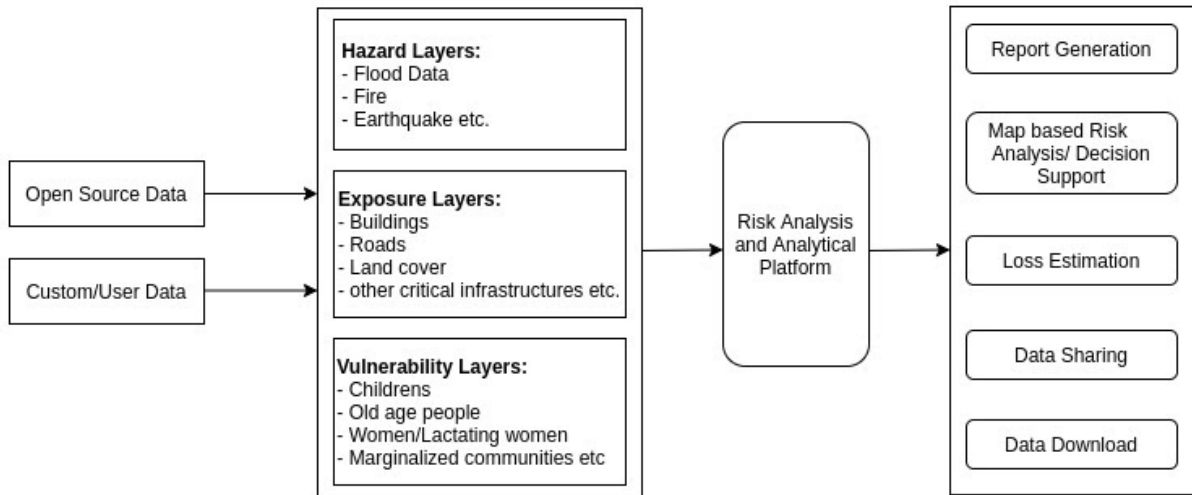 Open Source Data
Custom/User Data
Hazard Layers:
- Flood Data
- Fire
- Earthquake etc.
Exposure Layers:
- Buildings
- Roads
- Land cover
- other critical infrastructures etc.
Vulnerability Layers:
- Childrens
- Old age people
- Women/Lactating women
- Marginalized communities etc
Risk Analysis
and Analytical
Platform
Report Generation
Map based Risk
Analysis/ Decision
Support
Loss Estimation
Data Sharing
Data Download